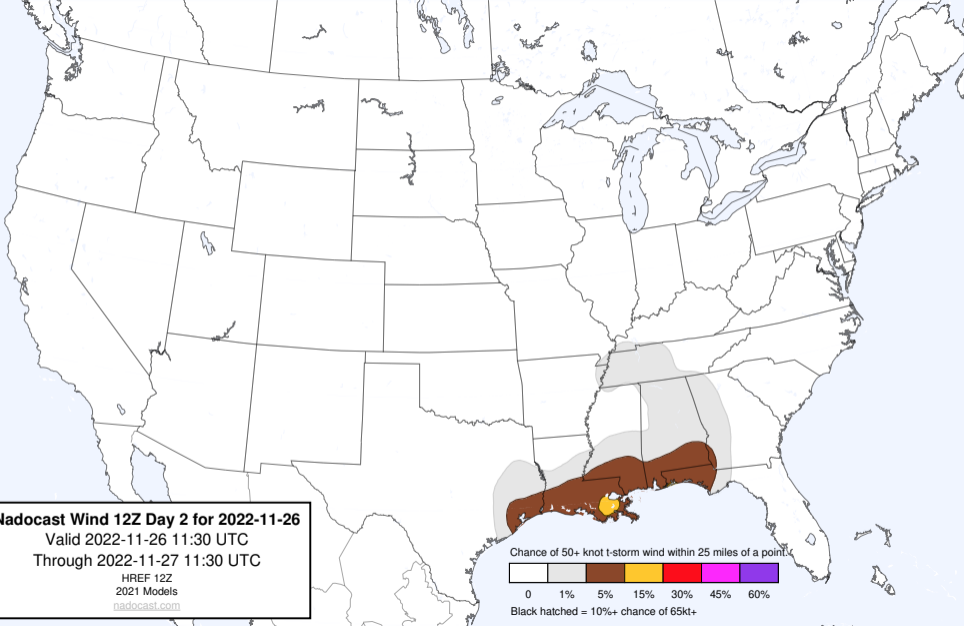 Nadocast Wind 12Z Day 2 for 2022-11-26
Valid 2022-11-26 11:30 UTC
Through 2022-11-27 11:30 UTC
HREF 12Z
2021 Models
nadocast.com
Chance of 50+ knot t-storm wind within 25 miles of a point.
0 1% 5% 15% 30% 45% 60%
Black hatched = 10%+ chance of 65kt+